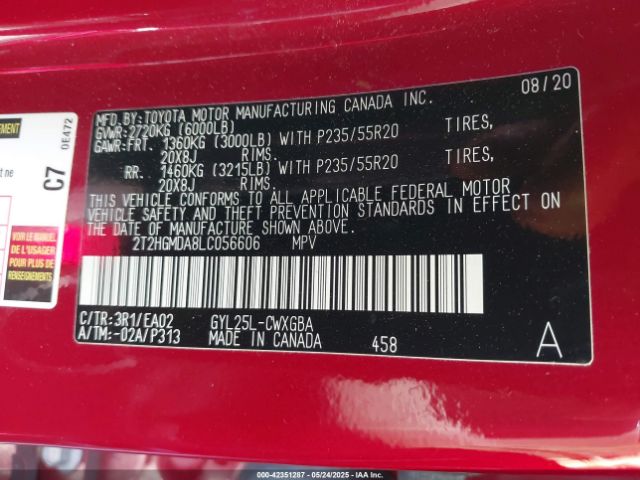 MFD.BY:TOYOTA MOTOR MANUFACTURING CANADA INC. 08/20
GVWR:2720KG (6000LB)
GAWR:FRT. 1360KG (3000LB) WITH P235/55R20 TIRES,
20X8J RIMS.
RR. 1460KG (3215LB) WITH P235/55R20 TIRES,
20X8J RIMS.
THIS VEHICLE CONFORMS TO ALL APPLICABLE FEDERAL MOTOR
VEHICLE SAFETY AND THEFT PREVENTION STANDARDS IN EFFECT ON
THE DATE OF MANUFACTURE SHOWN ABOVE.
2T2HGMDA8LC056606 MPV
C/TR:3R1/EA02 GYL25L-CWXGBA
A/TM:-02A/P313 MADE IN CANADA 458 A
C7
0E472
t ne
VOIR MANUEL
DE L'USAGER
POUR PLUS DE
000-42351287 - 05/24/2025 - IAAI.COM